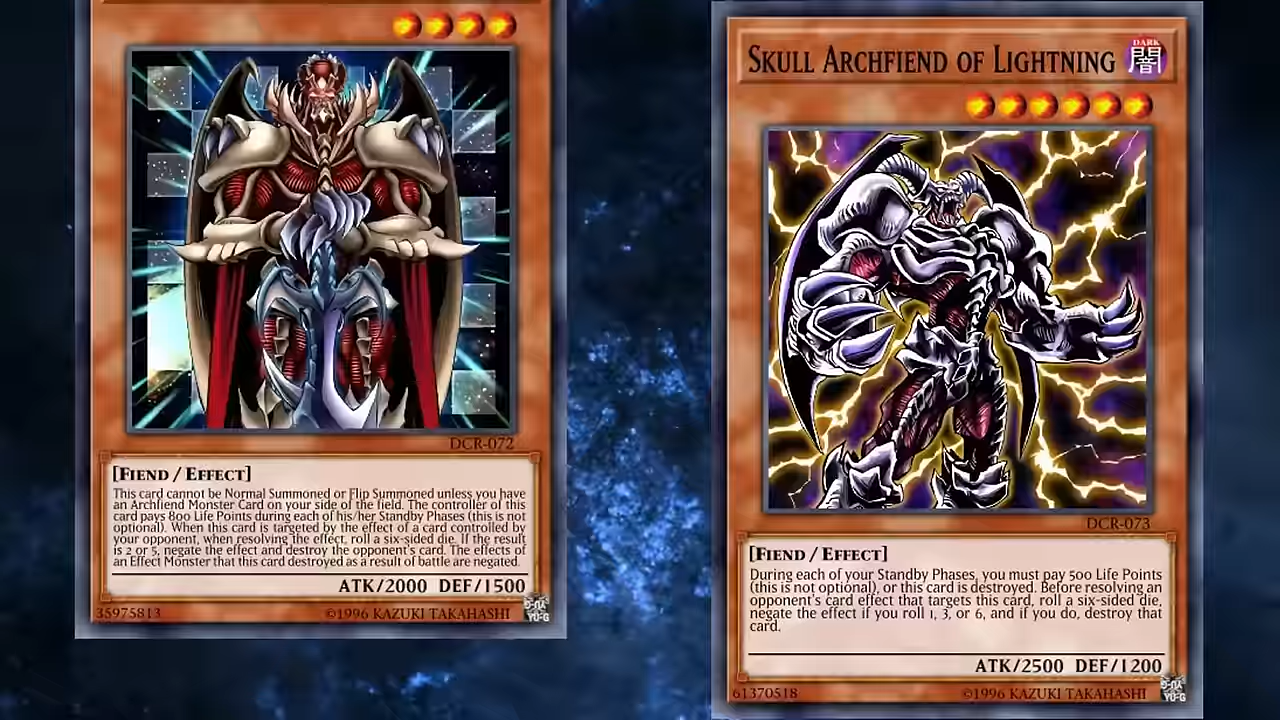 DCR-072
[FIEND / EFFECT]
This card cannot be Normal Summoned or Flip Summoned unless you have
an Archfiend Monster Card on your side of the field. The controller of this
card pays 800 Life Points during each of his/her Standby Phases (this is not
optional). When this card is targeted by the effect of a card controlled by
your opponent, when resolving the effect, roll a six-sided die. If the result
is 2 or 5, negate the effect and destroy the opponent's card. The effects of
an Effect Monster that this card destroyed as a result of battle are negated.
ATK/2000 DEF/1500
35975813 ©1996 KAZUKI TAKAHASHI
SKULL ARCHFIEND OF LIGHTNING
DARK
闇
DCR-073
[FIEND / EFFECT]
During each of your Standby Phases, you must pay 500 Life Points
(this is not optional), or this card is destroyed. Before resolving an
opponent's card effect that targets this card, roll a six-sided die,
negate the effect if you roll 1, 3, or 6, and if you do, destroy that
card.
ATK/2500 DEF/1200
61370518 ©1996 KAZUKI TAKAHASHI